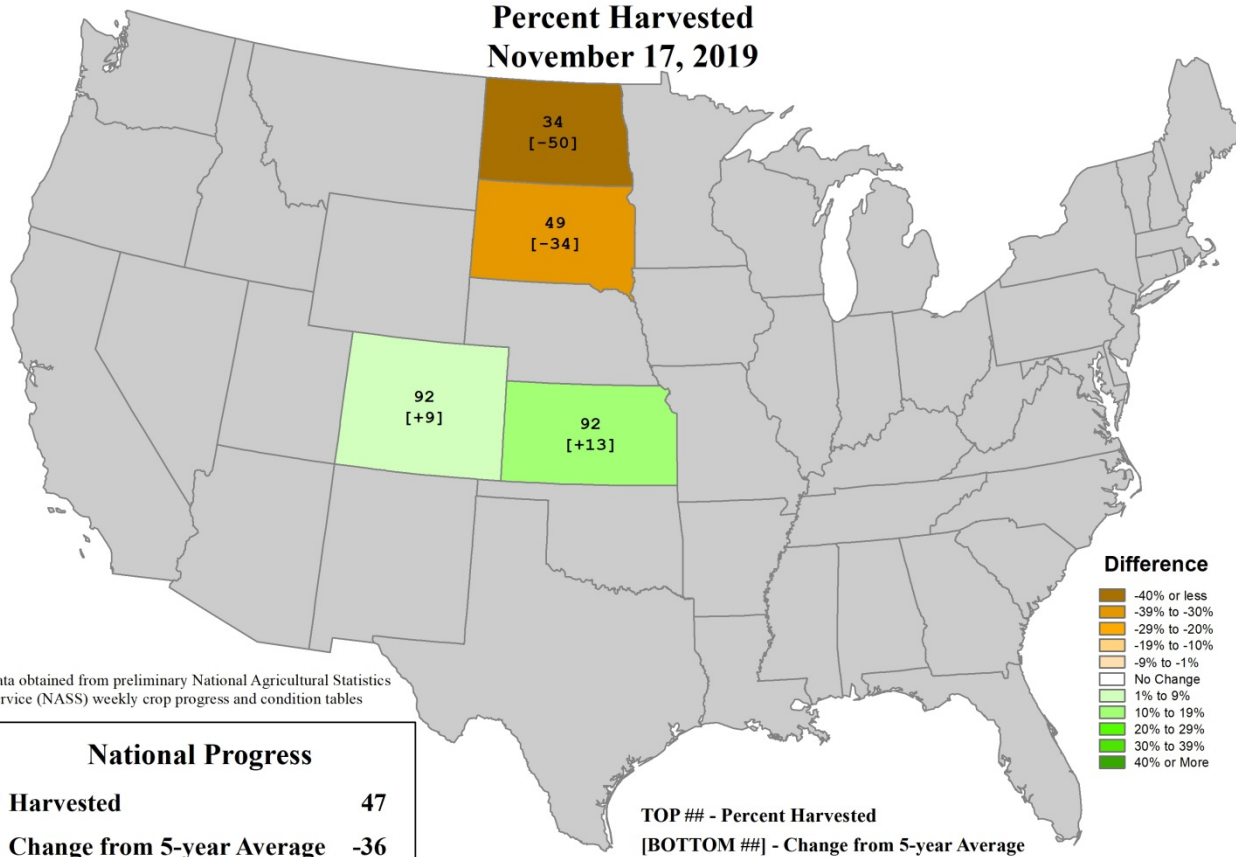 Percent Harvested
November 17, 2019
34
[-50]
49
[-34]
92
[+9]
92
[+13]
Difference
-40% or less
-39% to -30%
-29% to -20%
-19% to -10%
-9% to -1%
No Change
1% to 9%
10% to 19%
20% to 29%
30% to 39%
40% or More
ata obtained from preliminary National Agricultural Statistics
ervice (NASS) weekly crop progress and condition tables
National Progress
Harvested 47
Change from 5-year Average -36
TOP ## - Percent Harvested
[BOTTOM ##] - Change from 5-year Average